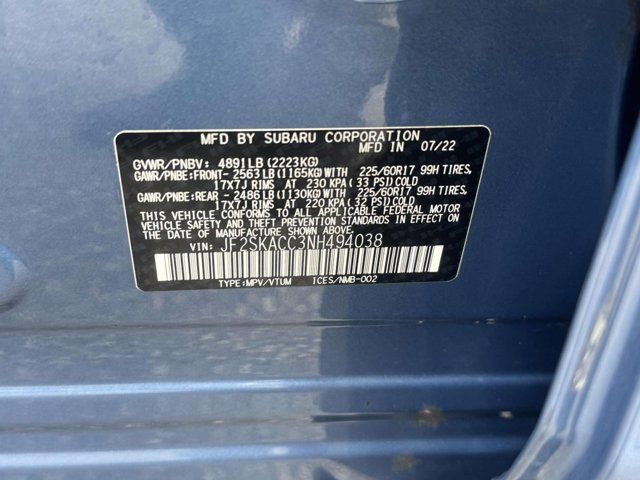 MFD BY SUBARU CORPORATION
MFD IN 07/22
GVWR/PNBV: 4891LB (2223KG)
GAWR/PNBE:FRONT- 2563LB (1165KG) WITH 225/60R17 99H TIRES
17X7J RIMS AT 230 KPA( 33 PSI) COLD
GAWR/PNBE:REAR - 2486LB (1130KG) WITH 225/60R17 99H TIRES
17X7J RIMS AT 220 KPA( 32 PSI) COLD
THIS VEHICLE CONFORMS TO ALL APPLICABLE FEDERAL MOTOR
VEHICLE SAFETY AND THEFT PREVENTION STANDARDS IN EFFECT ON THE
DATE OF MANUFACTURE SHOWN ABOVE.
VIN: JF2SKACC3NH494038
TYPE:MPV/VTUM ICES/NMB-002